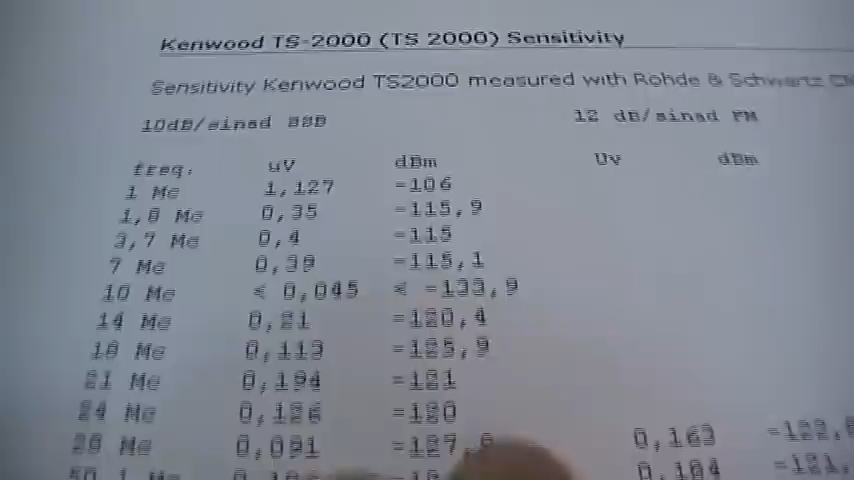 Kenwood TS-2000 (TS 2000) Sensitivity
Sensitivity Kenwood TS2000 measured with Rohde & Schwartz
10dB/sinad SSB 12 dB/sinad FM
freq. uV dBm Uv dBm
1 Mc 1,127 -106
1,8 Mc 0,35 -115,9
3,7 Mc 0,4 -115
7 Mc 0,39 -115,1
10 Mc < 0,045 < -133,9
14 Mc 0,21 -120,4
18 Mc 0,113 -125,9
21 Mc 0,194 -121
24 Mc 0,126 -120
28 Mc 0,091 0,163
50,1 Mc 0,184